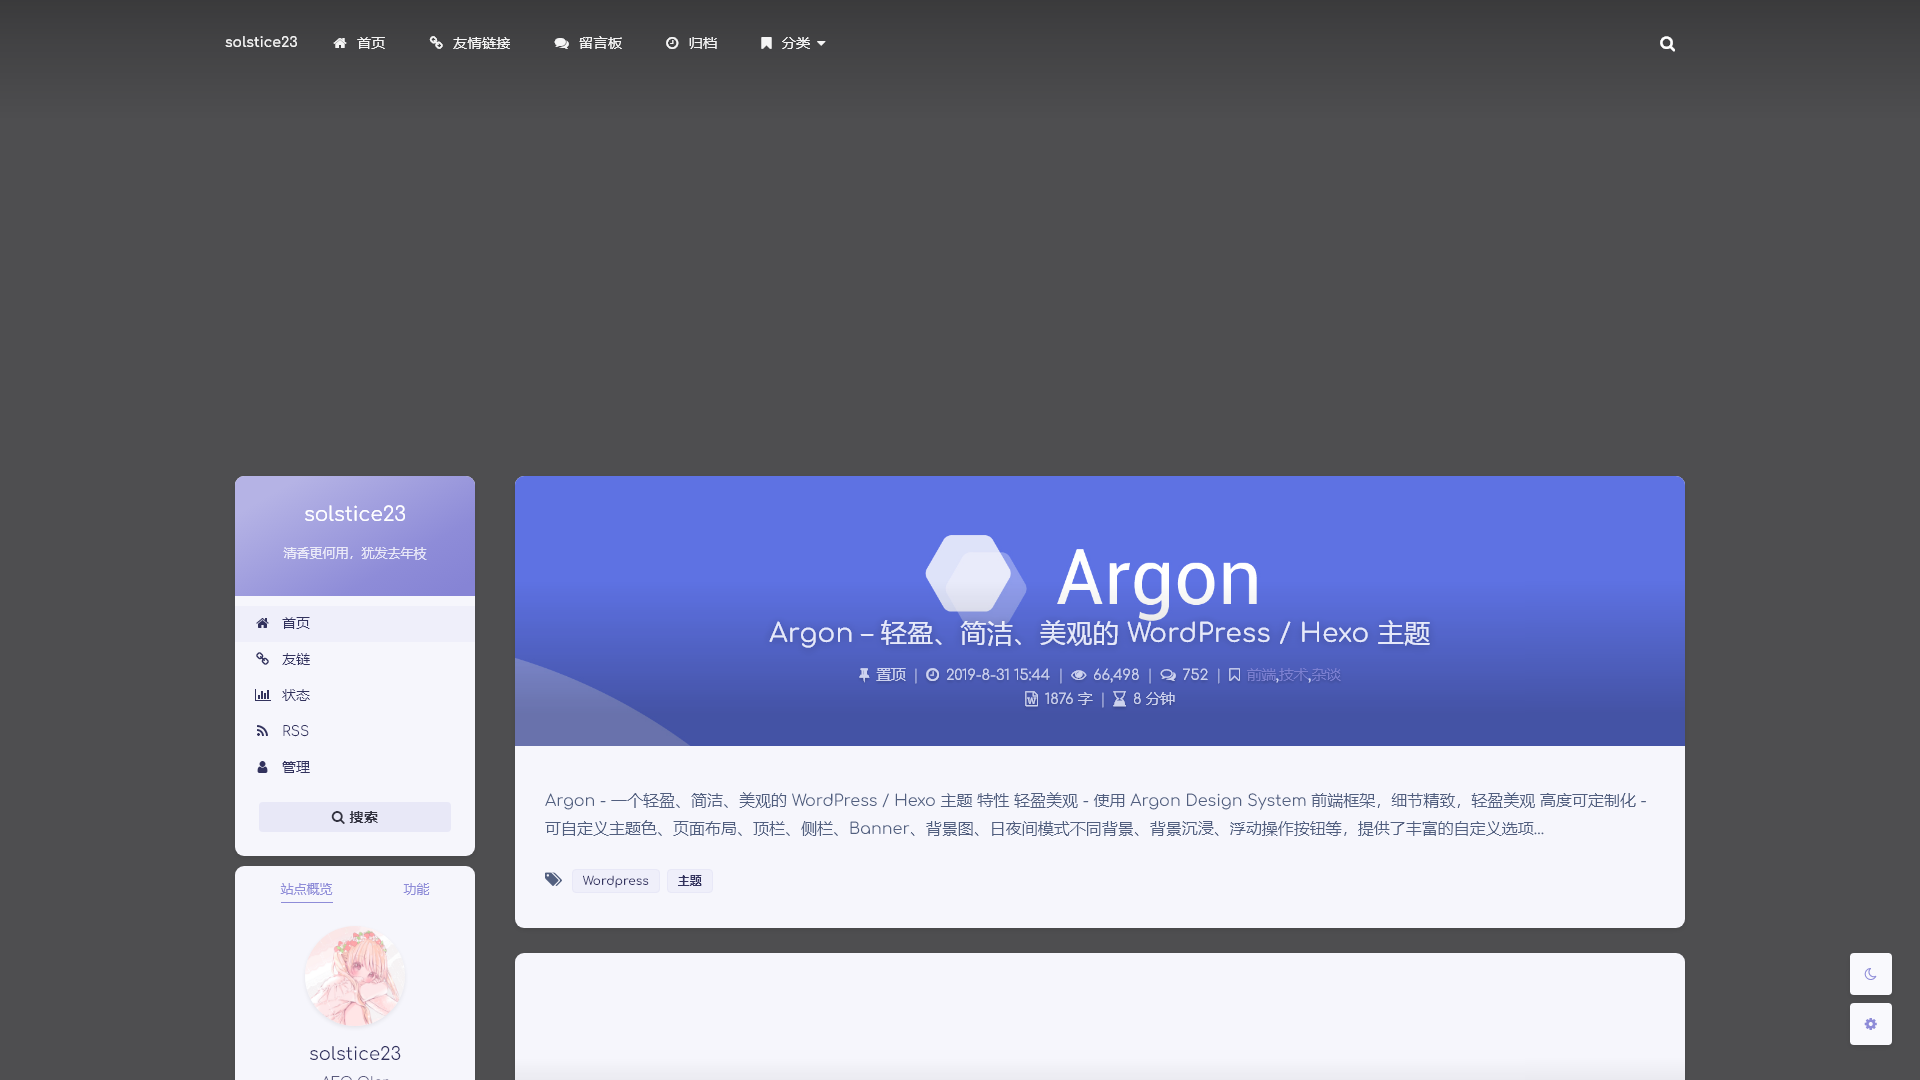 solstice23
首页
友情链接
留言板
归档
分类
solstice23
清香更何用，犹发去年枝
首页
友链
状态
RSS
管理
搜索
站点概览
功能
solstice23
Argon
Argon – 轻盈、简洁、美观的 WordPress / Hexo 主题
置顶 | 2019-8-31 15:44 | 66,498 | 752 | 前端,技术,杂谈
1876 字 | 8 分钟
Argon - 一个轻盈、简洁、美观的 WordPress / Hexo 主题 特性 轻盈美观 - 使用 Argon Design System 前端框架，细节精致，轻盈美观 高度可定制化 -
可自定义主题色、页面布局、顶栏、侧栏、Banner、背景图、日夜间模式不同背景、背景沉浸、浮动操作按钮等，提供了丰富的自定义选项...
Wordpress
主题